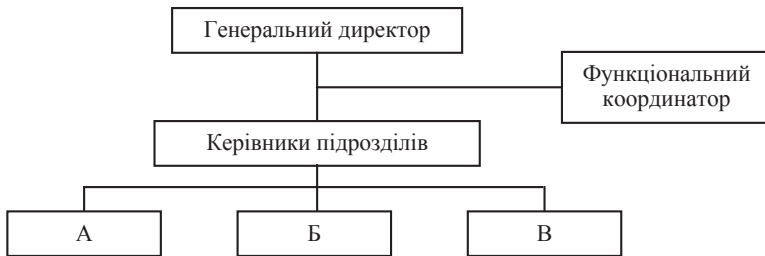 Генеральний директор
Функціональний
координатор
Керівники підрозділів
А
Б
В